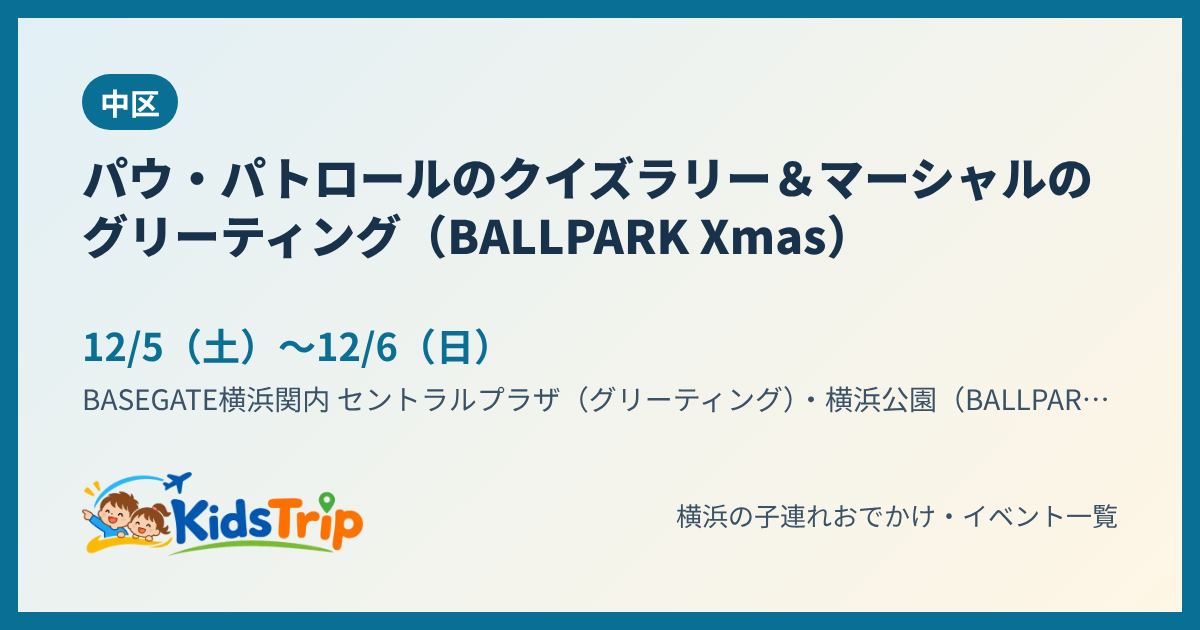 中区
パウ・パトロールのクイズラリー＆マーシャルの
グリーティング（BALLPARK Xmas）
12/5（土）〜12/6（日）
BASEGATE横浜関内 セントラルプラザ（グリーティング）・横浜公園（BALLPAR…
KidsTrip
横浜の子連れおでかけ・イベント一覧